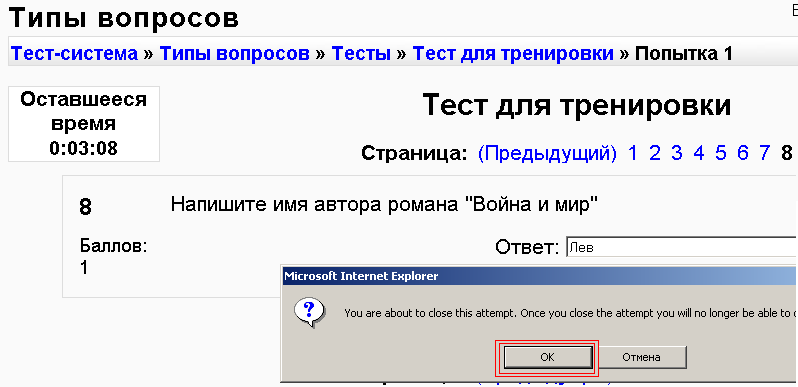 Типы вопросов
Тест-система » Типы вопросов » Тесты » Тест для тренировки » Попытка 1
Оставшееся
время
0:03:08
Тест для тренировки
Страница: (Предыдущий) 1 2 3 4 5 6 7 8
8
Напишите имя автора романа "Война и мир"
Баллов:
1
Ответ: Лев
Microsoft Internet Explorer
You are about to close this attempt. Once you close the attempt you will no longer be able to
OK
Отмена